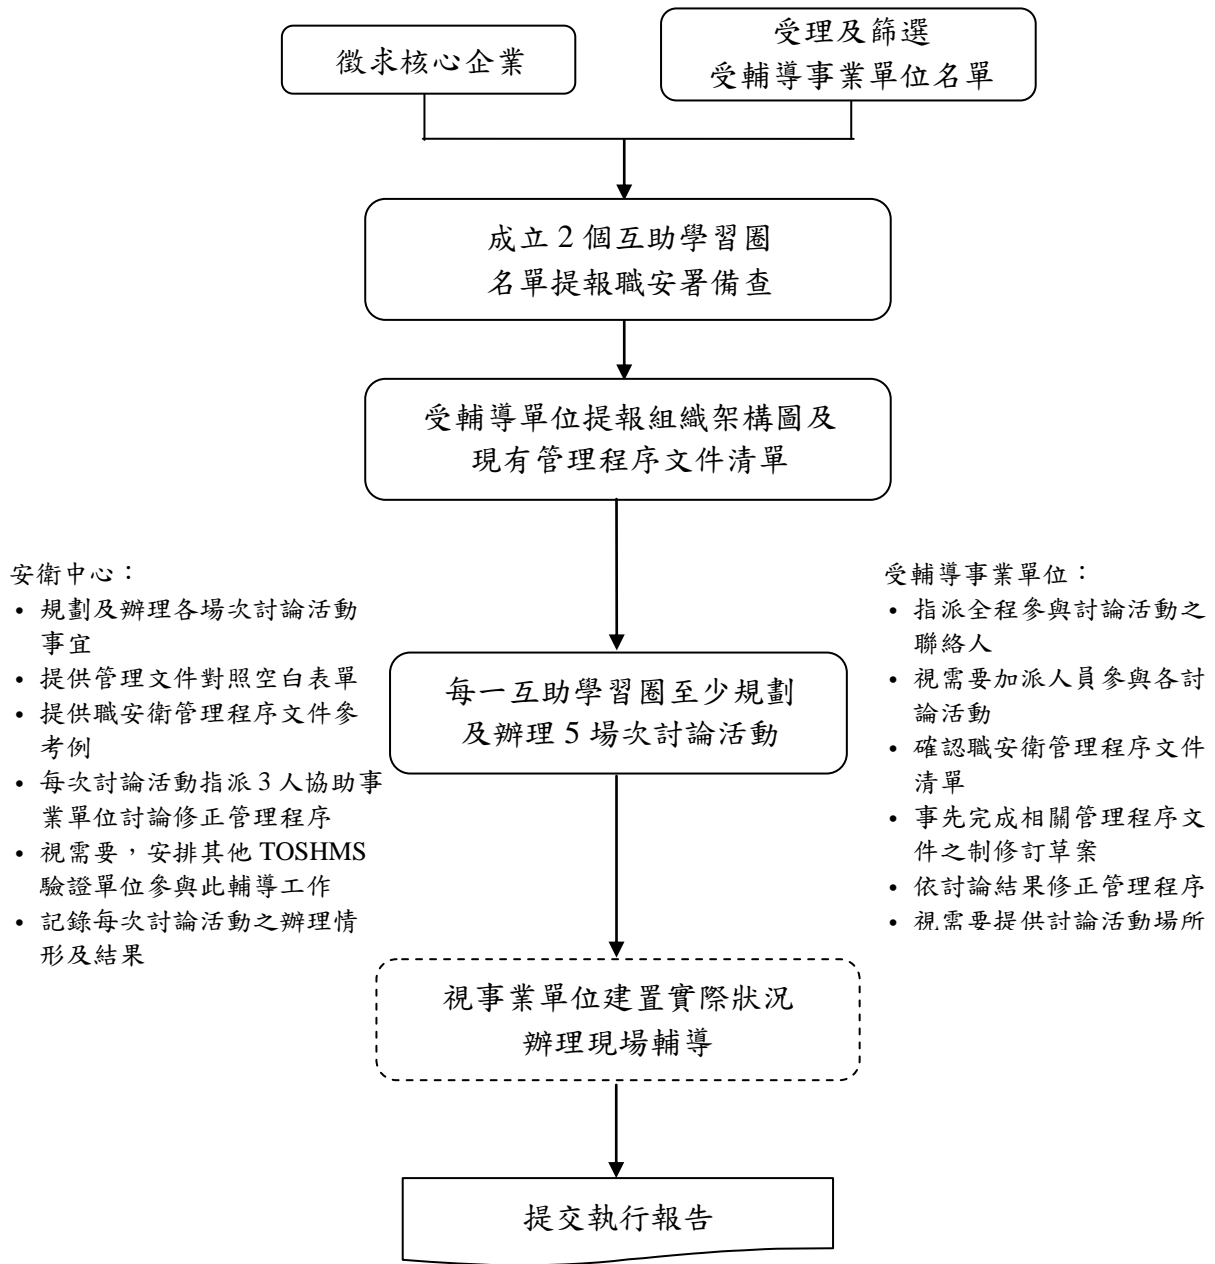 徵求核心企業
受理及篩選
受輔導事業單位名單
成立 2 個互助學習圈
名單提報職安署備查
受輔導單位提報組織架構圖及
現有管理程序文件清單
安衛中心：
• 規劃及辦理各場次討論活動
事宜
• 提供管理文件對照空白表單
• 提供職安衛管理程序文件參
考例
• 每次討論活動指派 3 人協助事
業單位討論修正管理程序
• 視需要，安排其他 TOSHMS
驗證單位參與此輔導工作
• 記錄每次討論活動之辦理情
形及結果
每一互助學習圈至少規劃
及辦理 5 場次討論活動
受輔導事業單位：
• 指派全程參與討論活動之
聯絡人
• 視需要加派人員參與各討
論活動
• 確認職安衛管理程序文件
清單
• 事先完成相關管理程序文
件之制修訂草案
• 依討論結果修正管理程序
• 視需要提供討論活動場所
視事業單位建置實際狀況
辦理現場輔導
提交執行報告